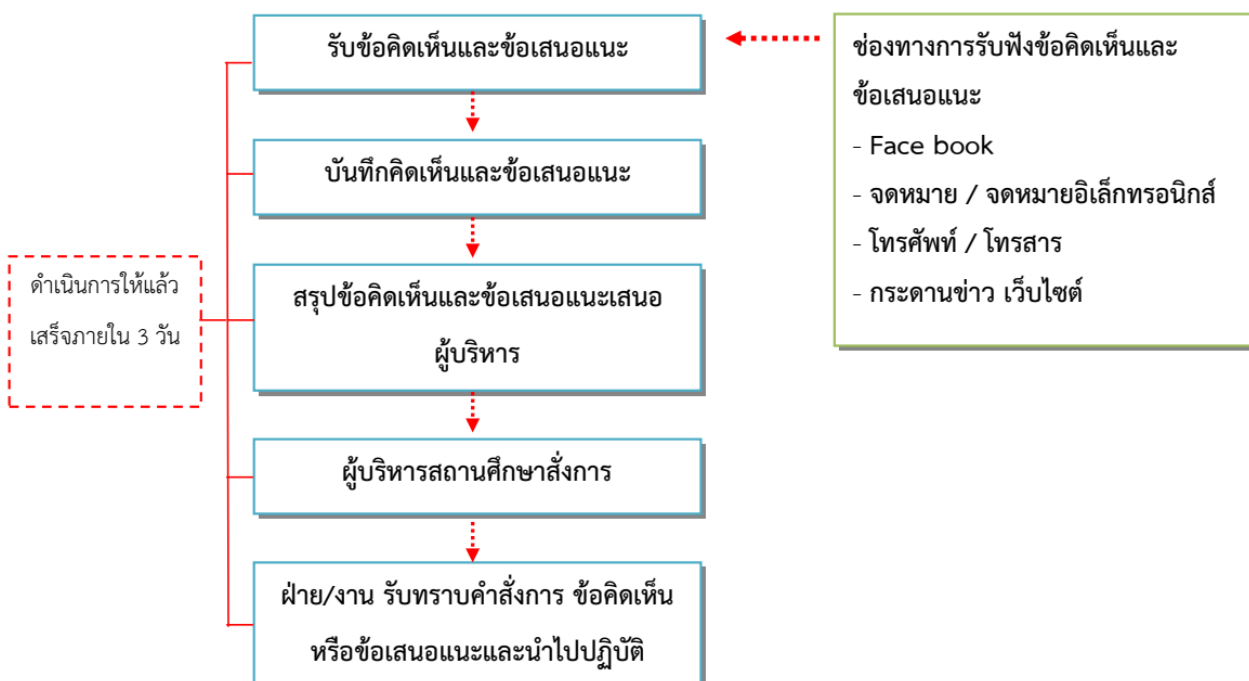 รับข้อคิดเห็นและข้อเสนอแนะ
ช่องทางการรับฟังข้อคิดเห็นและ
ข้อเสนอแนะ
- Face book
- จดหมาย / จดหมายอิเล็กทรอนิกส์
- โทรศัพท์ / โทรสาร
- กระดานข่าว เว็บไซต์
บันทึกคิดเห็นและข้อเสนอแนะ
ดำเนินการให้แล้ว
เสร็จภายใน 3 วัน
สรุปข้อคิดเห็นและข้อเสนอแนะเสนอ
ผู้บริหาร
ผู้บริหารสถานศึกษาสั่งการ
ฝ่าย/งาน รับทราบคำสั่งการ ข้อคิดเห็น
หรือข้อเสนอแนะและนำไปปฏิบัติ